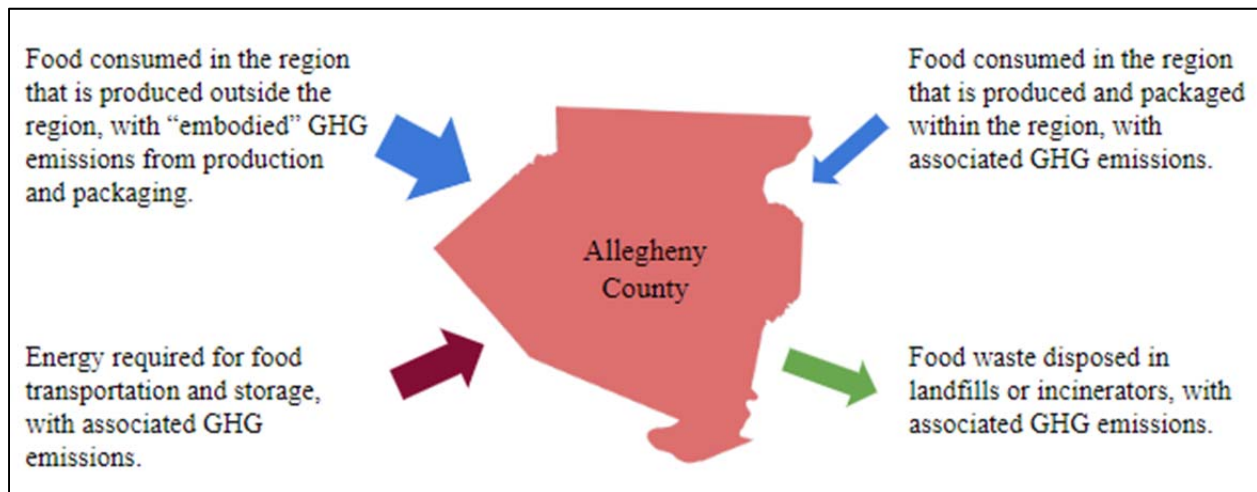 Food consumed in the region
that is produced outside the
region, with “embodied” GHG
emissions from production
and packaging.
Food consumed in the region
that is produced and packaged
within the region, with
associated GHG emissions.
Allegheny
County
Energy required for food
transportation and storage,
with associated GHG
emissions.
Food waste disposed in
landfills or incinerators, with
associated GHG emissions.